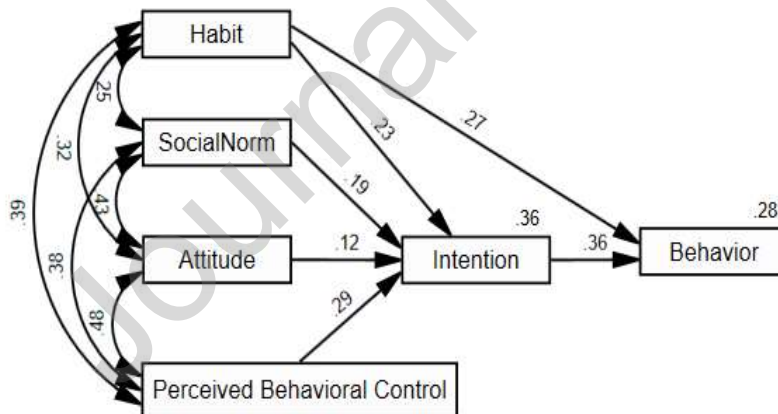 Habit
.25
.32
.39
SocialNorm
.43
.38
Attitude
.48
Perceived Behavioral Control
.23
.27
.19
.12
.29
.36
Intention
.36
.28
Behavior
Journal